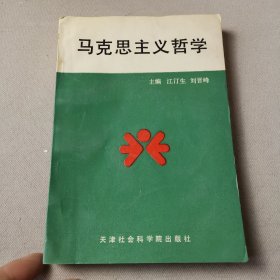 马克思主义哲学
主编 江汀生 刘晋峰
天津社会科学院出版社